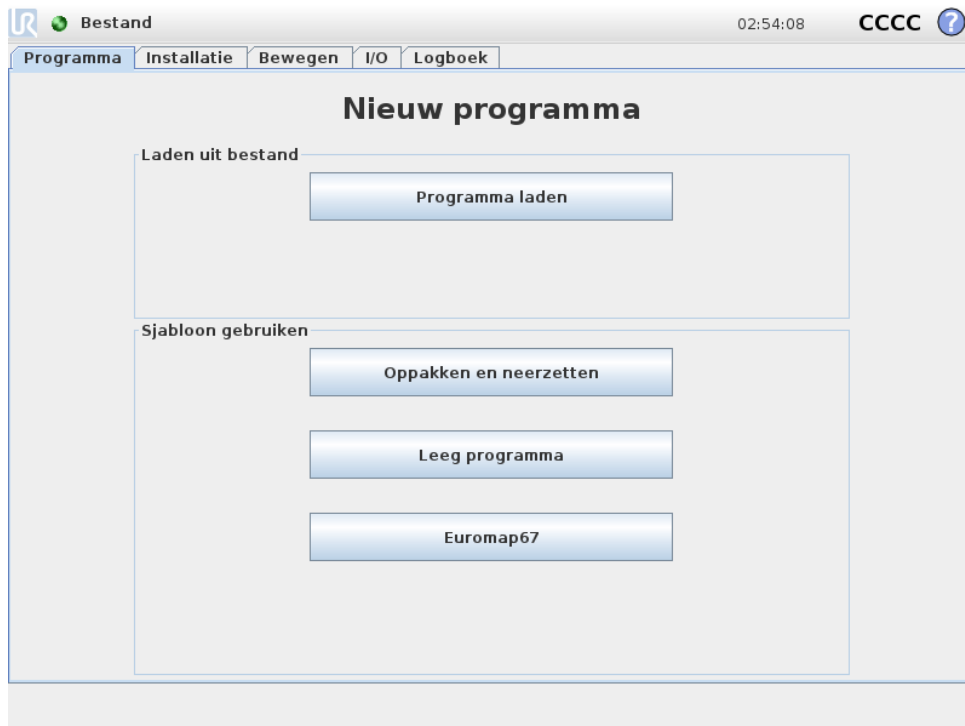 UR Bestand 02:54:08 CCCC ?
Programma Installatie Bewegen I/O Logboek
Nieuw programma
Laden uit bestand
Programma laden
Sjabloon gebruiken
Oppakken en neerzetten
Leeg programma
Euromap67